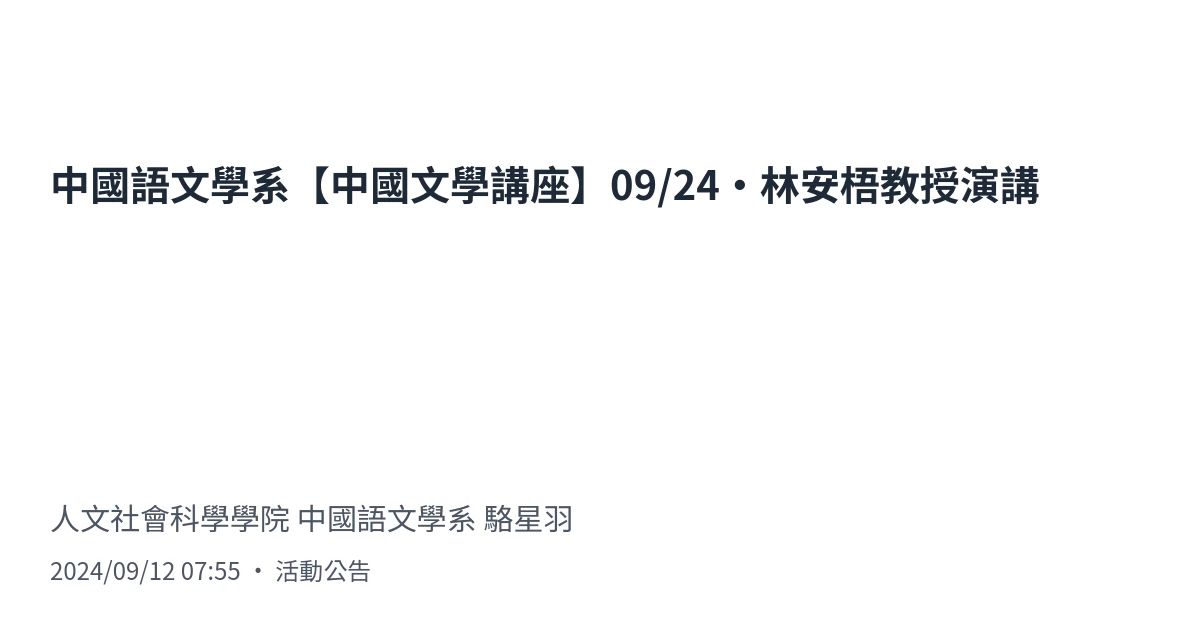 中國語文學系【中國文學講座】09/24・林安梧教授演講
人文社會科學學院 中國語文學系 駱星羽
2024/09/12 07:55 ・ 活動公告